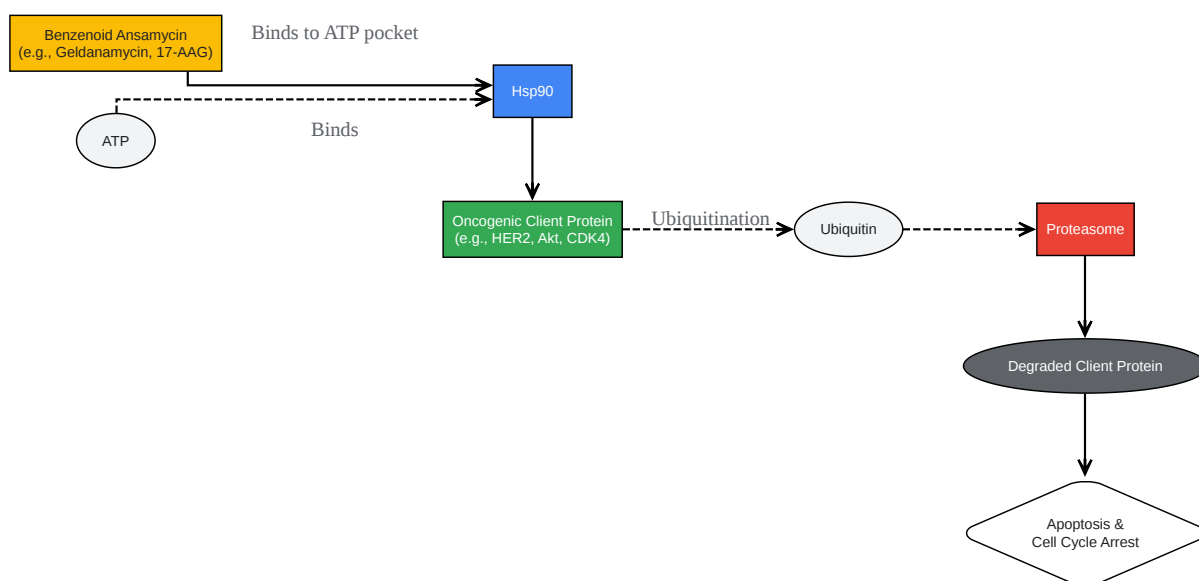 Benzenoid Ansamycin
(e.g., Geldanamycin, 17-AAG)
Binds to ATP pocket
Hsp90
ATP
Binds
Oncogenic Client Protein
(e.g., HER2, Akt, CDK4)
Ubiquitination
Ubiquitin
Proteasome
Degraded Client Protein
Apoptosis &
Cell Cycle Arrest